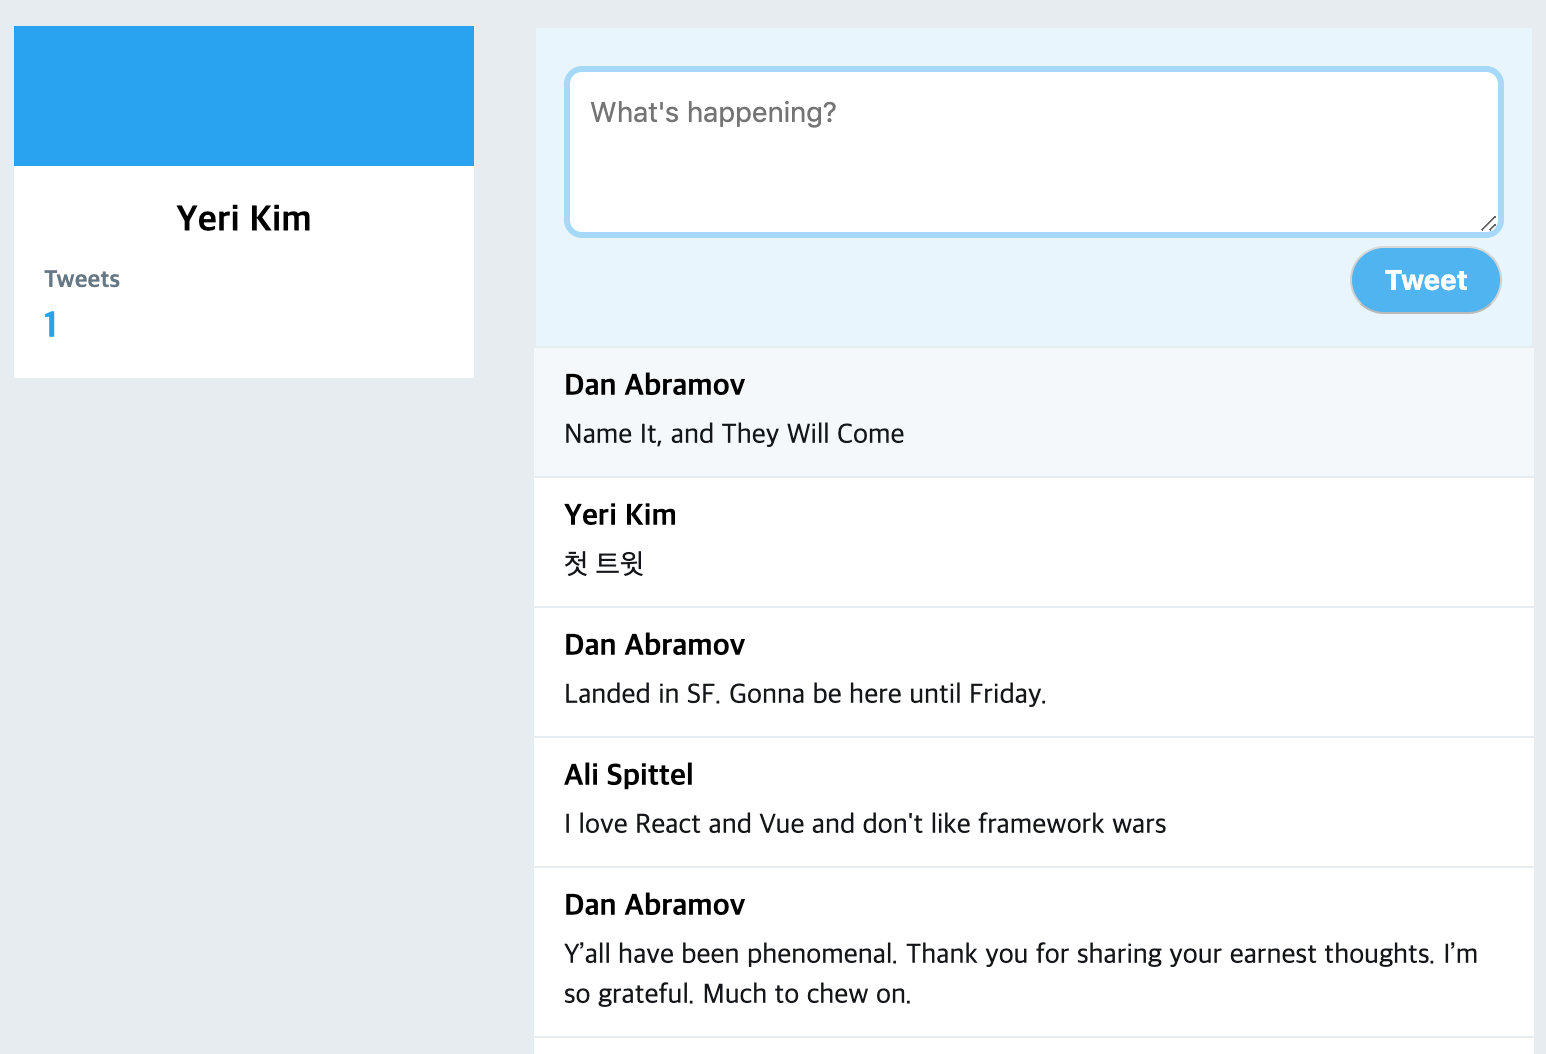 Yeri Kim
Tweets
1
What's happening?
Tweet
Dan Abramov
Name It, and They Will Come
Yeri Kim
첫 트윗
Dan Abramov
Landed in SF. Gonna be here until Friday.
Ali Spittel
I love React and Vue and don't like framework wars
Dan Abramov
Y’all have been phenomenal. Thank you for sharing your earnest thoughts. I’m
so grateful. Much to chew on.